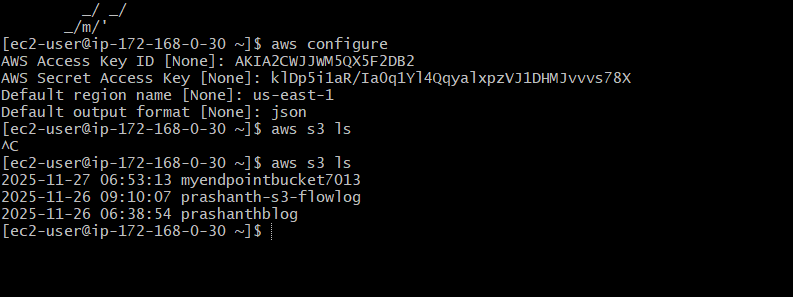 _/ _/
_/m/'
[ec2-user@ip-172-168-0-30 ~]$ aws configure
AWS Access Key ID [None]: AKIA2CWJJWM5QX5F2DB2
AWS Secret Access Key [None]: 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
Default region name [None]: us-east-1
Default output format [None]: json
[ec2-user@ip-172-168-0-30 ~]$ aws s3 ls
^C
[ec2-user@ip-172-168-0-30 ~]$ aws s3 ls
2025-11-27 06:53:13 myendpointbucket7013
2025-11-26 09:10:07 prashanth-s3-flowlog
2025-11-26 06:38:54 prashanthblog
[ec2-user@ip-172-168-0-30 ~]$